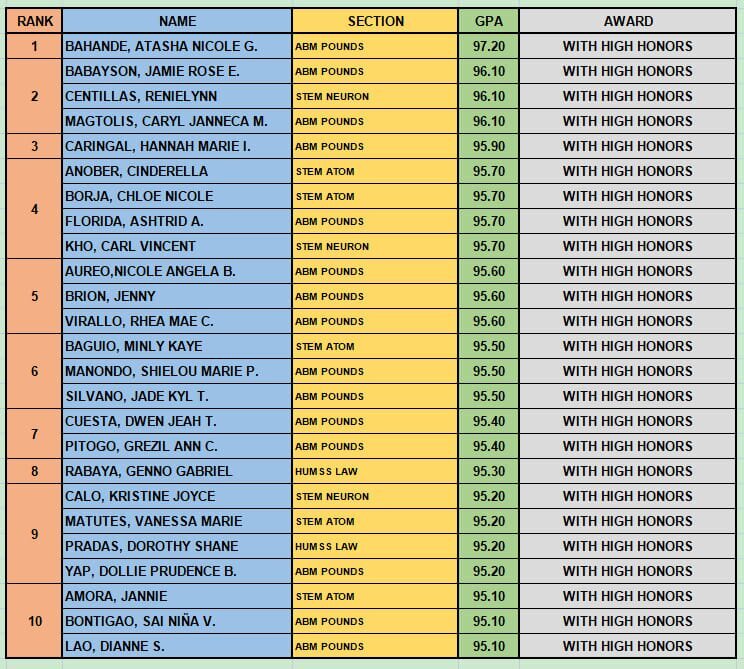 RANK NAME SECTION GPA AWARD
1 BAHANDE, ATASHA NICOLE G. ABM POUNDS 97.20 WITH HIGH HONORS
2 BABAYSON, JAMIE ROSE E. ABM POUNDS 96.10 WITH HIGH HONORS
CENTILLAS, RENIELYNN STEM NEURON 96.10 WITH HIGH HONORS
MAGTOLIS, CARYL JANNECA M. ABM POUNDS 96.10 WITH HIGH HONORS
3 CARINGAL, HANNAH MARIE I. ABM POUNDS 95.90 WITH HIGH HONORS
4 ANOBER, CINDERELLA STEM ATOM 95.70 WITH HIGH HONORS
BORJA, CHLOE NICOLE STEM ATOM 95.70 WITH HIGH HONORS
FLORIDA, ASHTRID A. ABM POUNDS 95.70 WITH HIGH HONORS
KHO, CARL VINCENT STEM NEURON 95.70 WITH HIGH HONORS
5 AUREO,NICOLE ANGELA B. ABM POUNDS 95.60 WITH HIGH HONORS
BRION, JENNY ABM POUNDS 95.60 WITH HIGH HONORS
VIRALLO, RHEA MAE C. ABM POUNDS 95.60 WITH HIGH HONORS
6 BAGUIO, MINLY KAYE STEM ATOM 95.50 WITH HIGH HONORS
MANONDO, SHIELOU MARIE P. ABM POUNDS 95.50 WITH HIGH HONORS
SILVANO, JADE KYL T. ABM POUNDS 95.50 WITH HIGH HONORS
7 CUESTA, DWEN JEAH T. ABM POUNDS 95.40 WITH HIGH HONORS
PITOGO, GREZIL ANN C. ABM POUNDS 95.40 WITH HIGH HONORS
8 RABAYA, GENNO GABRIEL HUMSS LAW 95.30 WITH HIGH HONORS
9 CALO, KRISTINE JOYCE STEM NEURON 95.20 WITH HIGH HONORS
MATUTES, VANESSA MARIE STEM ATOM 95.20 WITH HIGH HONORS
PRADAS, DOROTHY SHANE HUMSS LAW 95.20 WITH HIGH HONORS
YAP, DOLLIE PRUDENCE B. ABM POUNDS 95.20 WITH HIGH HONORS
10 AMORA, JANNIE STEM ATOM 95.10 WITH HIGH HONORS
BONTIGAO, SAI NIÑA V. ABM POUNDS 95.10 WITH HIGH HONORS
LAO, DIANNE S. ABM POUNDS 95.10 WITH HIGH HONORS